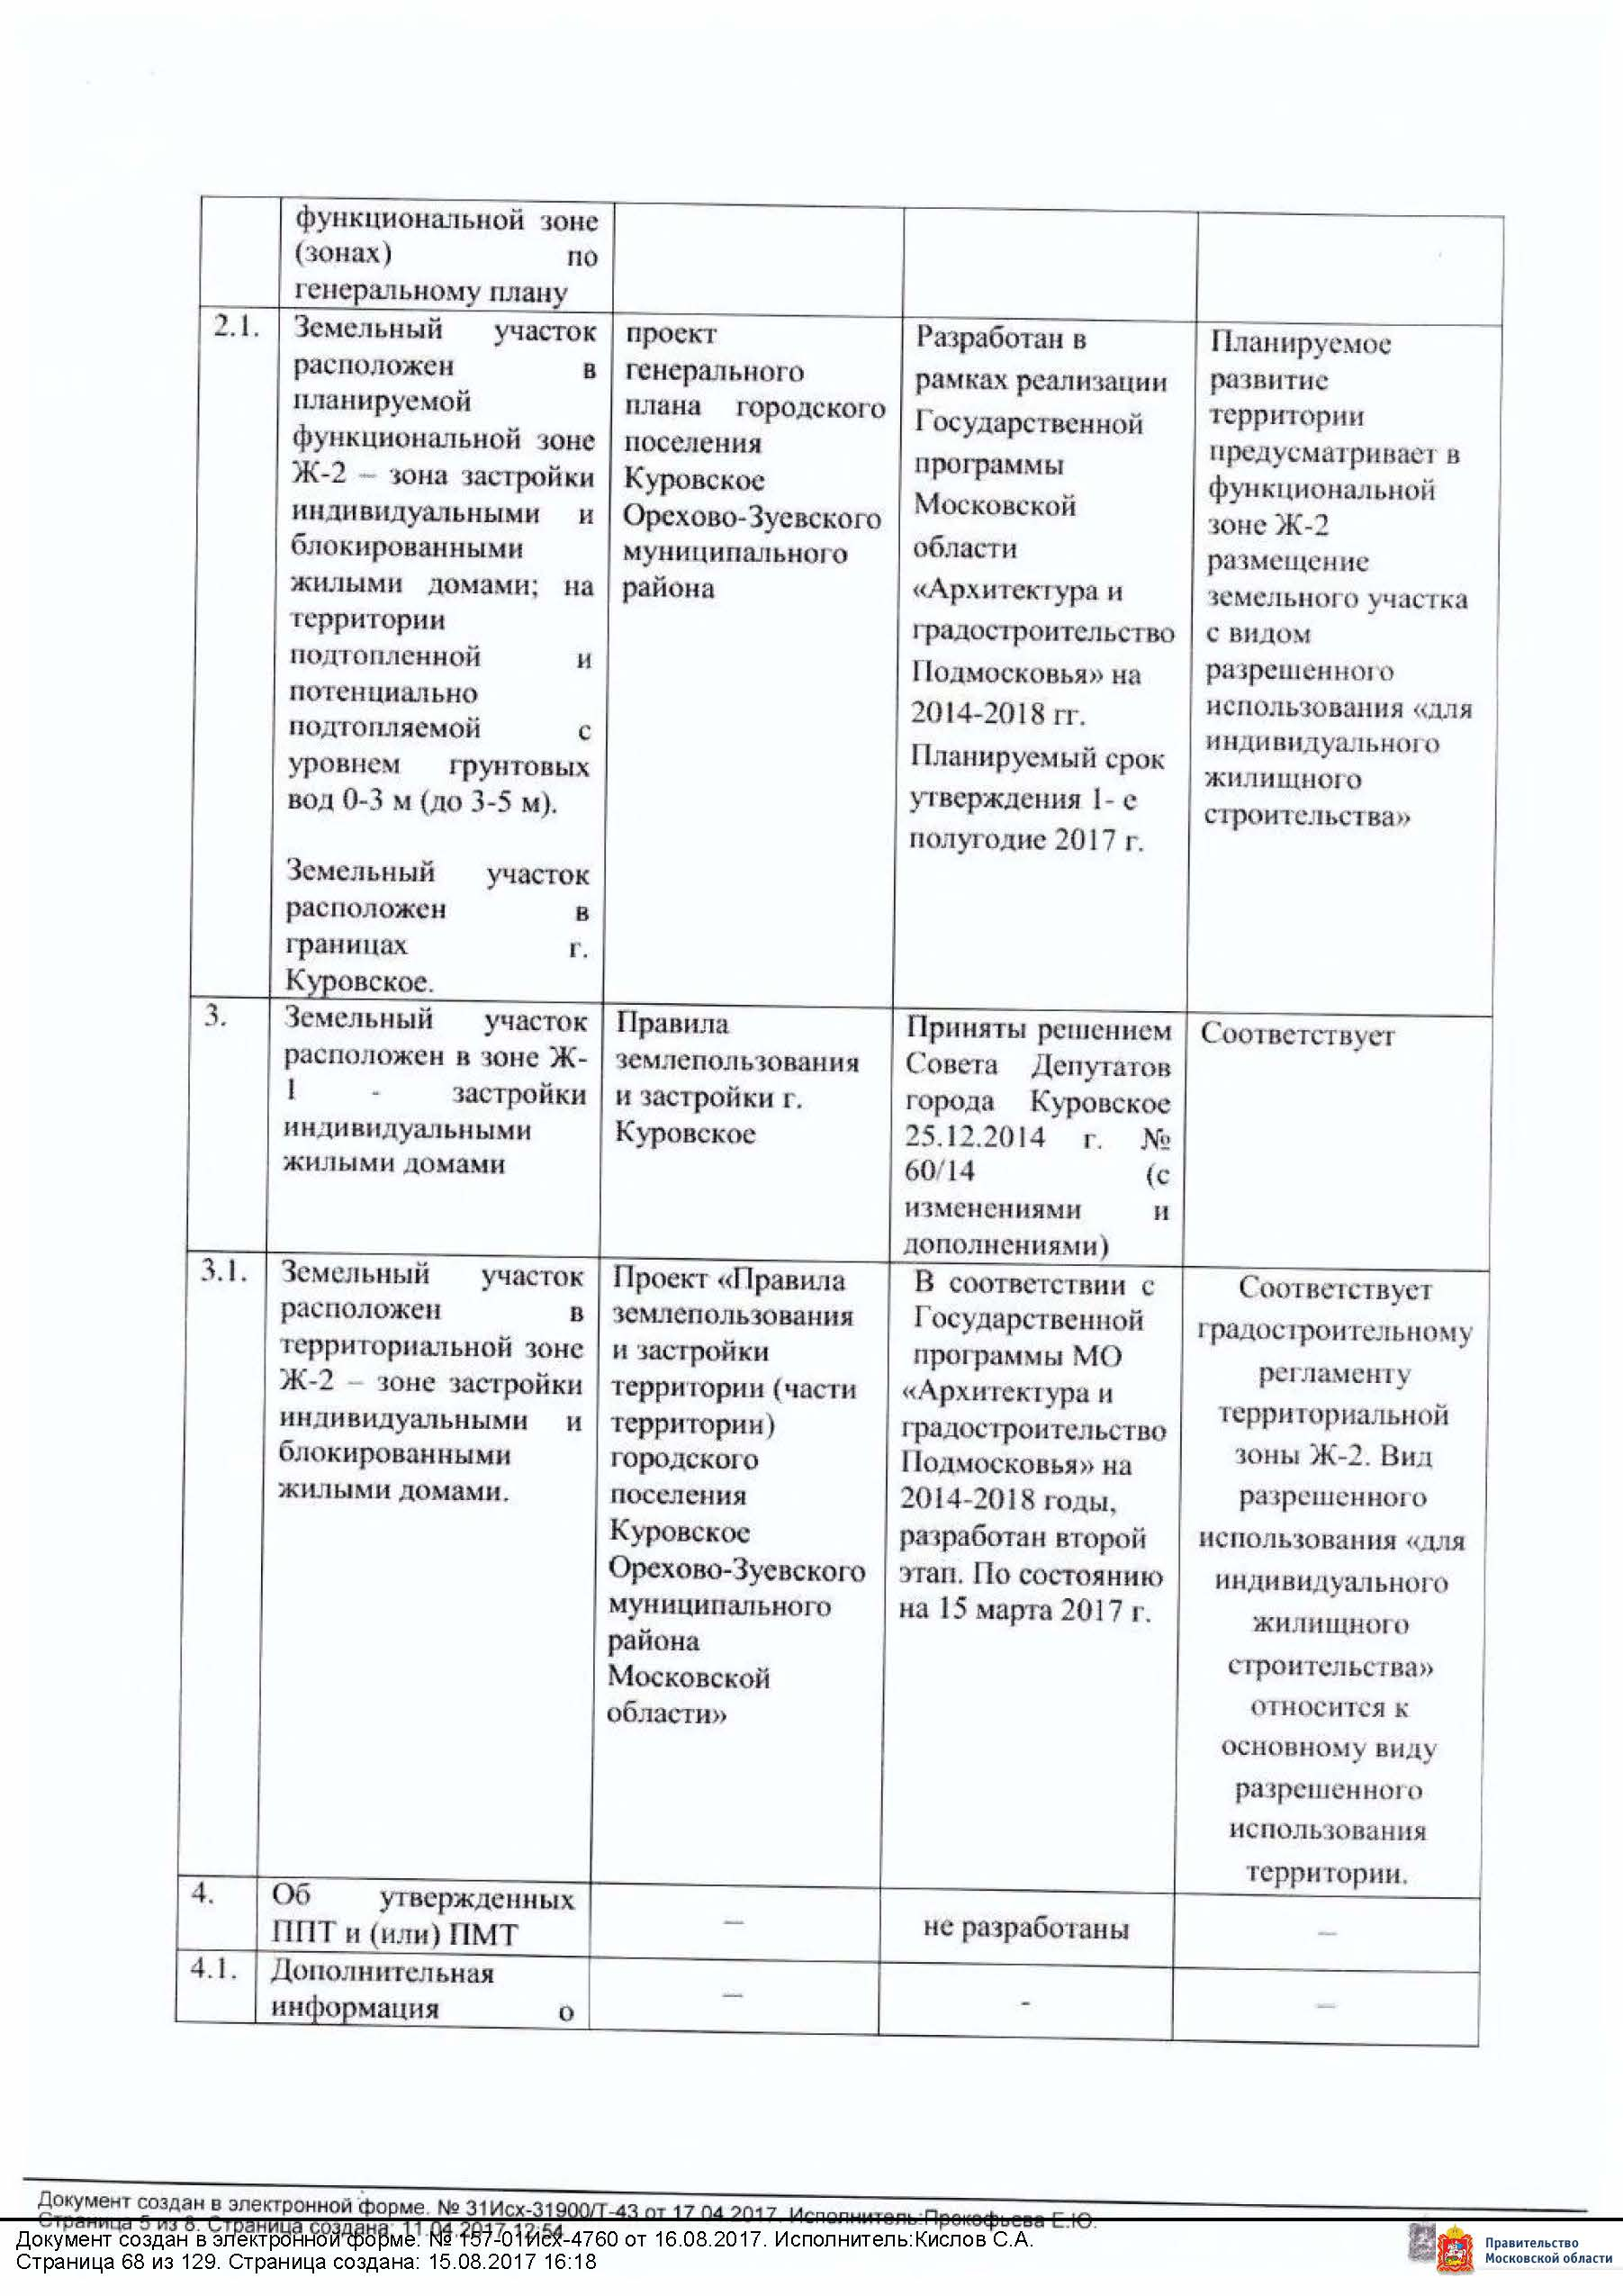 функциональной зоне
(зонах) по
генеральному плану
2.1.
Земельный участок
расположен в
планируемой
функциональной зоне
Ж-2 – зона застройки
индивидуальными и
блокированными
жилыми домами; на
территории
подтопленной и
потенциально
подтопляемой с
уровнем грунтовых
вод 0-3 м (до 3-5 м).
Земельный участок
расположен в
границах г.
Куровское.
проект
генерального
плана городского
поселения
Куровское
Орехово-Зуевского
муниципального
района
Разработан в
рамках реализации
Государственной
программы
Московской
области
«Архитектура и
градостроительство
Подмосковья» на
2014-2018 гг.
Планируемый срок
утверждения 1- е
полугодие 2017 г.
Планируемое
развитие
территории
предусматривает в
функциональной
зоне Ж-2
размещение
земельного участка
с видом
разрешенного
использования «для
индивидуального
жилищного
строительства»
3.
Земельный участок
расположен в зоне Ж-
1 - застройки
индивидуальными
жилыми домами
Правила
землепользования
и застройки г.
Куровское
Приняты решением
Совета Депутатов
города Куровское
25.12.2014 г. №
60/14 (с
изменениями и
дополнениями)
Соответствует
3.1.
Земельный участок
расположен в
территориальной зоне
Ж-2 – зоне застройки
индивидуальными и
блокированными
жилыми домами.
Проект «Правила
землепользования
и застройки
территории (части
территории)
городского
поселения
Куровское
Орехово-Зуевского
муниципального
района
Московской
области»
В соответствии с
Государственной
программы МО
«Архитектура и
градостроительство
Подмосковья» на
2014-2018 годы,
разработан второй
этап. По состоянию
на 15 марта 2017 г.
Соответствует
градостроительному
регламенту
территориальной
зоны Ж-2. Вид
разрешенного
использования «для
индивидуального
жилищного
строительства»
относится к
основному виду
разрешенного
использования
территории.
4.
Об утвержденных
ППТ и (или) ПМТ
–
не разработаны
–
4.1.
Дополнительная
информация о
–
-
–
Документ создан в электронной форме. № 31Исх-31900/Т-43 от 17.04.2017. Исполнитель:Прокофьева Е.Ю.
Страница 5 из 8. Страница создана: 11.04.2017 12:54
Документ создан в электронной форме. № 157-01Исх-4760 от 16.08.2017. Исполнитель:Кислов С.А.
Страница 68 из 129. Страница создана: 15.08.2017 16:18
Правительство
Московской области